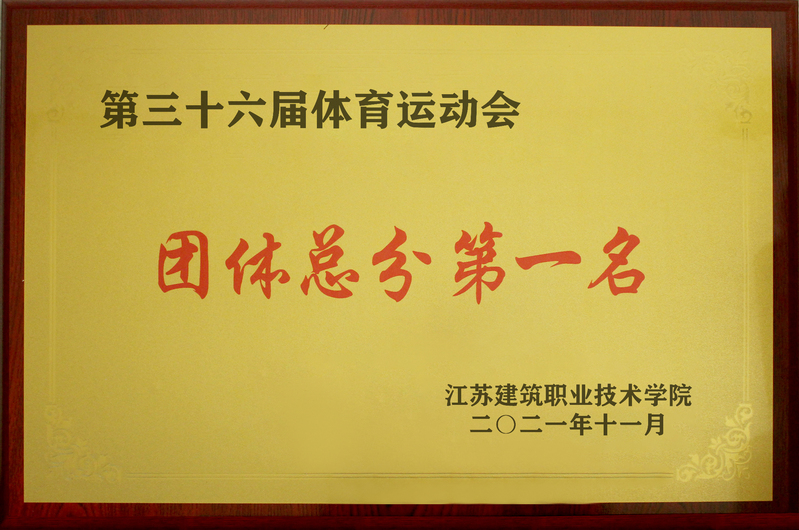 第三十六届体育运动会
团体总分第一名
江苏建筑职业技术学院
二〇二一年十一月